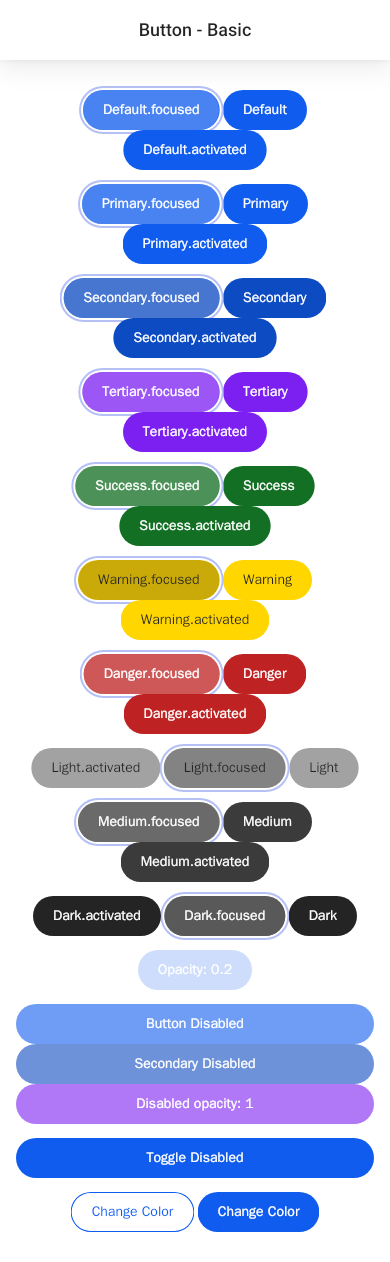 Button - Basic
Default.focused Default
Default.activated
Primary.focused Primary
Primary.activated
Secondary.focused Secondary
Secondary.activated
Tertiary.focused Tertiary
Tertiary.activated
Success.focused Success
Success.activated
Warning.focused Warning
Warning.activated
Danger.focused Danger
Danger.activated
Light.activated Light.focused Light
Medium.focused Medium
Medium.activated
Dark.activated Dark.focused Dark
Opacity: 0.2
Button Disabled
Secondary Disabled
Disabled opacity: 1
Toggle Disabled
Change Color Change Color